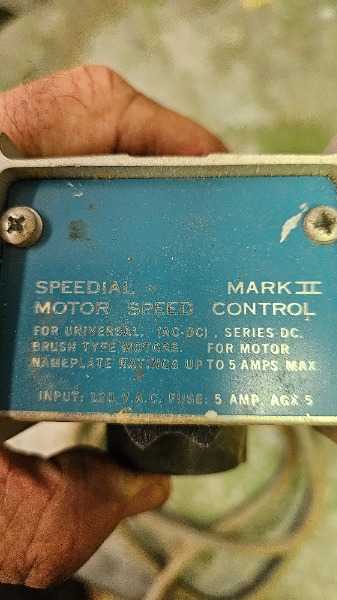 SPEEDIAL MARK II
MOTOR SPEED CONTROL
FOR UNIVERSAL, (AC-DC), SERIES DC.
BRUSH TYPE MOTORS. FOR MOTOR
NAMEPLATE RATINGS UP TO 5 AMPS MAX
INPUT: 120 V.A.C. FUSE: 5 AMP. AGX 5